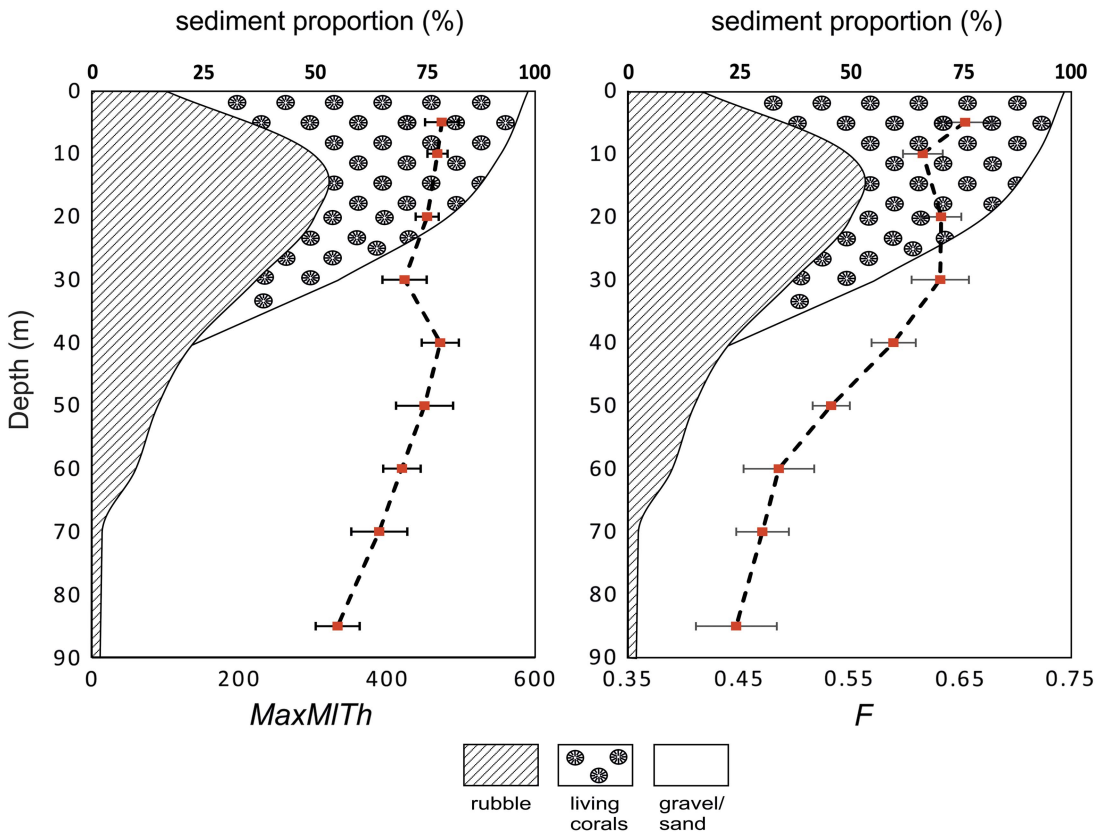 sediment proportion (%)
sediment proportion (%)
0 25 50 75 100
0 25 50 75 100
Depth (m)
0
10
20
30
40
50
60
70
80
90
0
10
20
30
40
50
60
70
80
90
0 200 400 600
0.35 0.45 0.55 0.65 0.75
MaxMlTh
F
rubble
living
corals
gravel/
sand